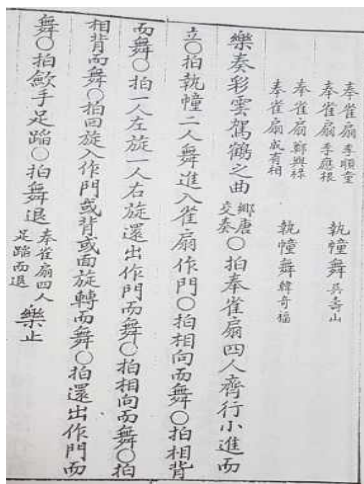 奉雀扇 李順
奉雀扇 李應根
執幢舞 吳壽山
奉雀扇 鄭興祿
奉雀扇 成有相
執幢舞 韓奇福
樂奏彩雲駕鶴之曲 鄕唐交奏 ○拍奉雀扇四人齊行小進而
立○拍執幢二人舞進入雀扇作門○拍相向而舞○拍相背
而舞○拍一人左旋一人右旋還出作門而舞○拍相向而舞○拍
相背而舞○拍回旋入作門或背或面旋轉而舞○拍還出作門而
舞○拍斂手足蹈○拍舞退 奉雀扇四人足蹈而退 樂止